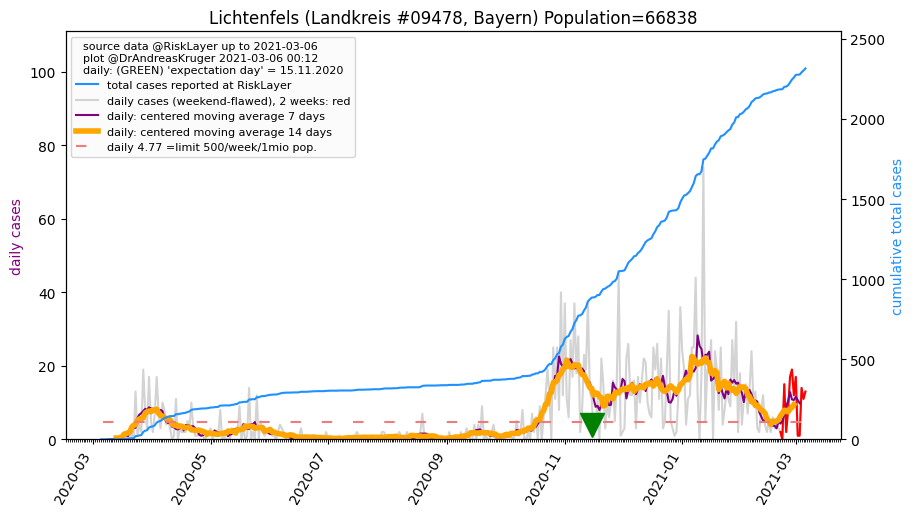 Lichtenfels (Landkreis #09478, Bayern) Population=66838
source data @RiskLayer up to 2021-03-06
plot @DrAndreasKruger 2021-03-06 00:12
daily: (GREEN) 'expectation day' = 15.11.2020
total cases reported at RiskLayer
daily cases (weekend-flawed), 2 weeks: red
daily: centered moving average 7 days
daily: centered moving average 14 days
daily 4.77 =limit 500/week/1mio pop.
daily cases
100
80
60
40
20
0
cumulative total cases
2500
2000
1500
1000
500
0
2020-03
2020-05
2020-07
2020-09
2020-11
2021-01
2021-03